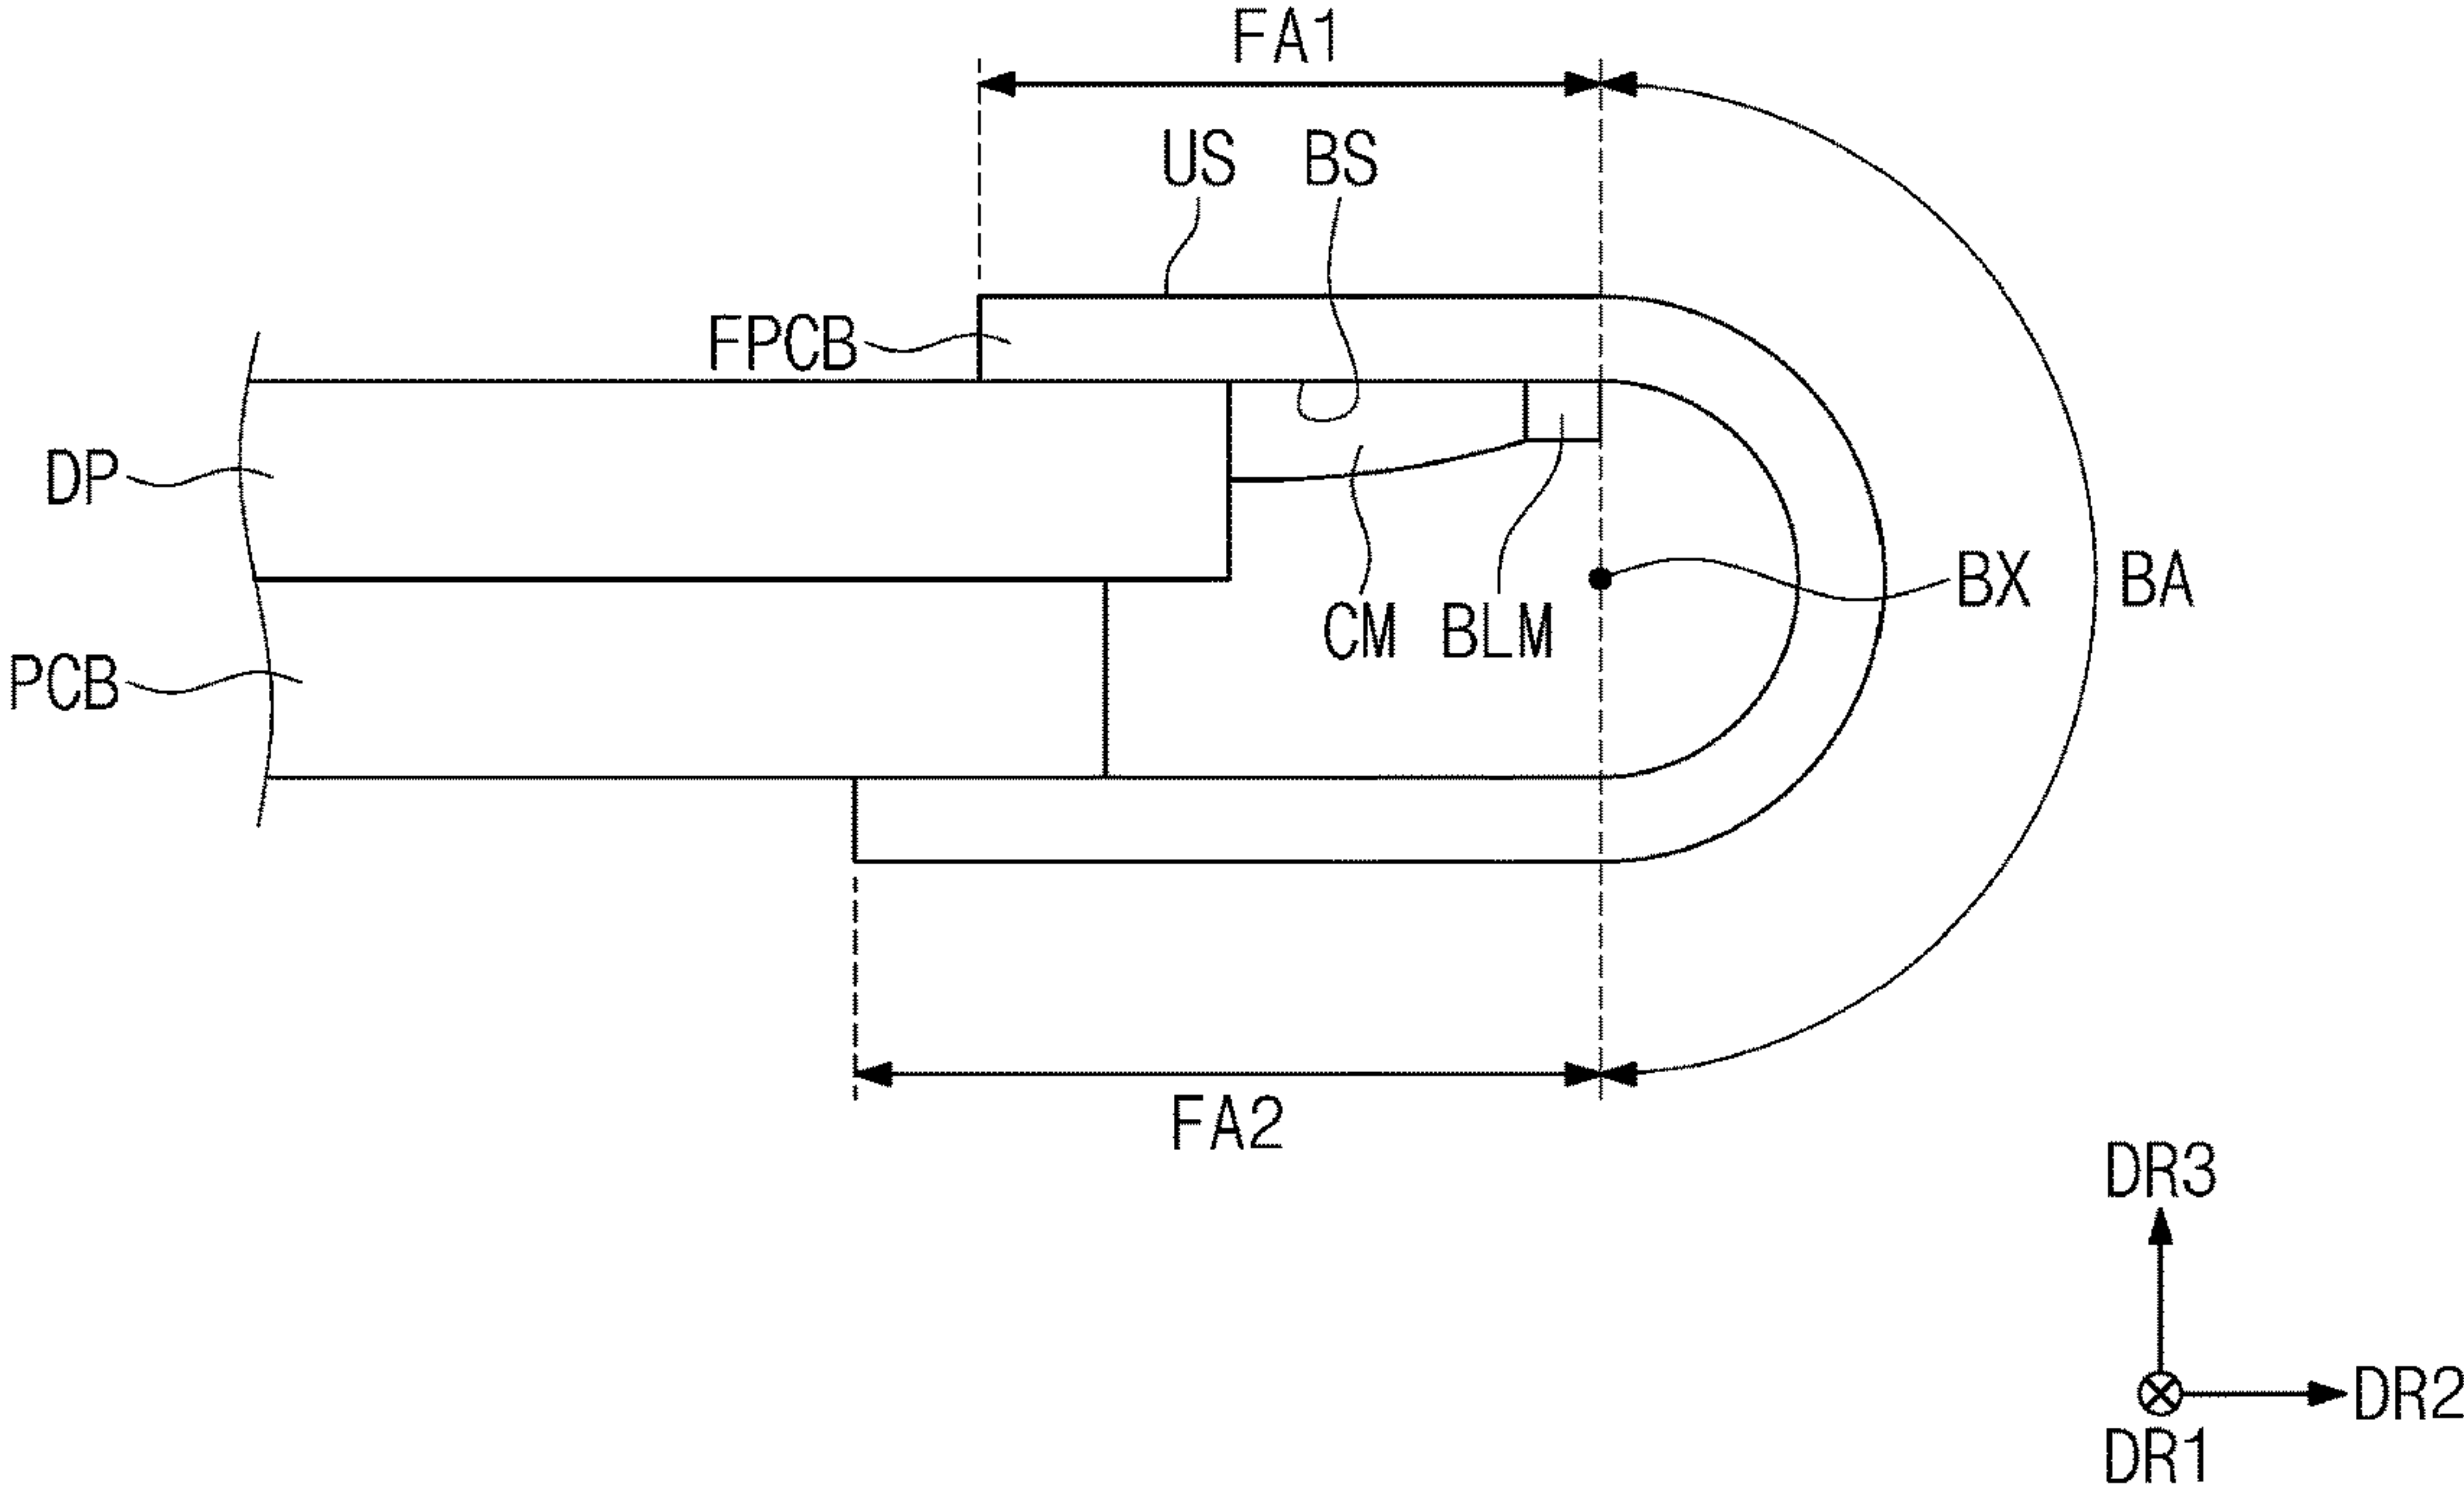 FA1
US BS
FPCB
DP
BX BA
CM BLM
PCB
FA2
DR3
DR2
DR1